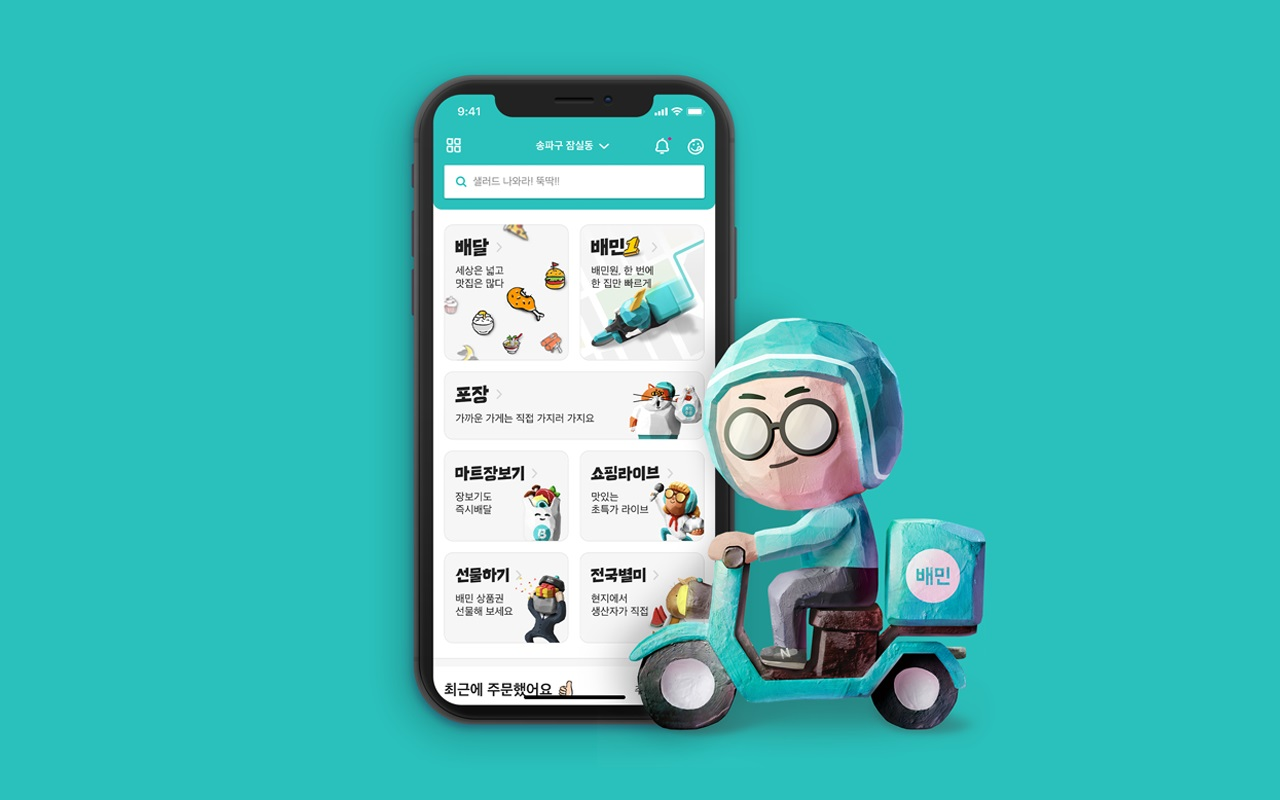 9:41
송파구 잠실동
샐러드 나와라! 뚝딱!!
배달
세상은 넓고
맛집은 많다
배민1
배민원, 한 번에
한 집만 빠르게
포장
가까운 가게는 직접 가지러 가지요
마트장보기
장보기도
즉시배달
쇼핑라이브
맛있는
초특가 라이브
선물하기
배민 상품권
선물해 보세요
전국별미
현지에서
생산자가 직접
최근에 주문했어요
배민